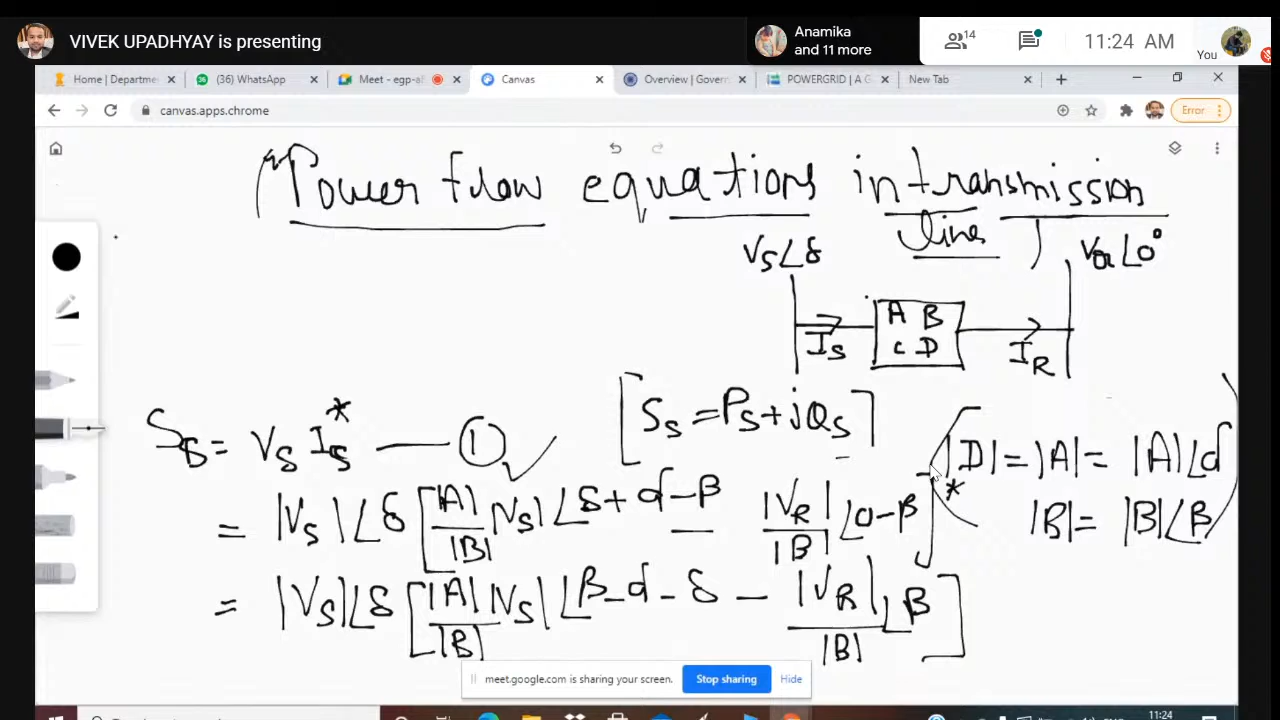 VIVEK UPADHYAY is presenting
Anamika
and 11 more
14
11:24 AM
You
Home | Departme
(36) WhatsApp
Meet - egp-a
Canvas
Overview | Gover
POWERGRID | A G
New Tab
canvas.apps.chrome
Error
Power flow equations in transmission
line
Vs∠δ
VR∠0°
A B
C D
Is
IR
[Ss = Ps + jQs]
Ss = Vs Is* — ①
|D| = |A| = |A|∠α
|B| = |B|∠β
= |Vs|∠δ [|A|/|B| |Vs|∠δ+α-β - |VR|/|B| ∠0-β]*
= |Vs|∠δ [|A|/|B| |Vs|∠β-α-δ - |VR|/|B| ∠β]
meet.google.com is sharing your screen.
Stop sharing
Hide
11:24